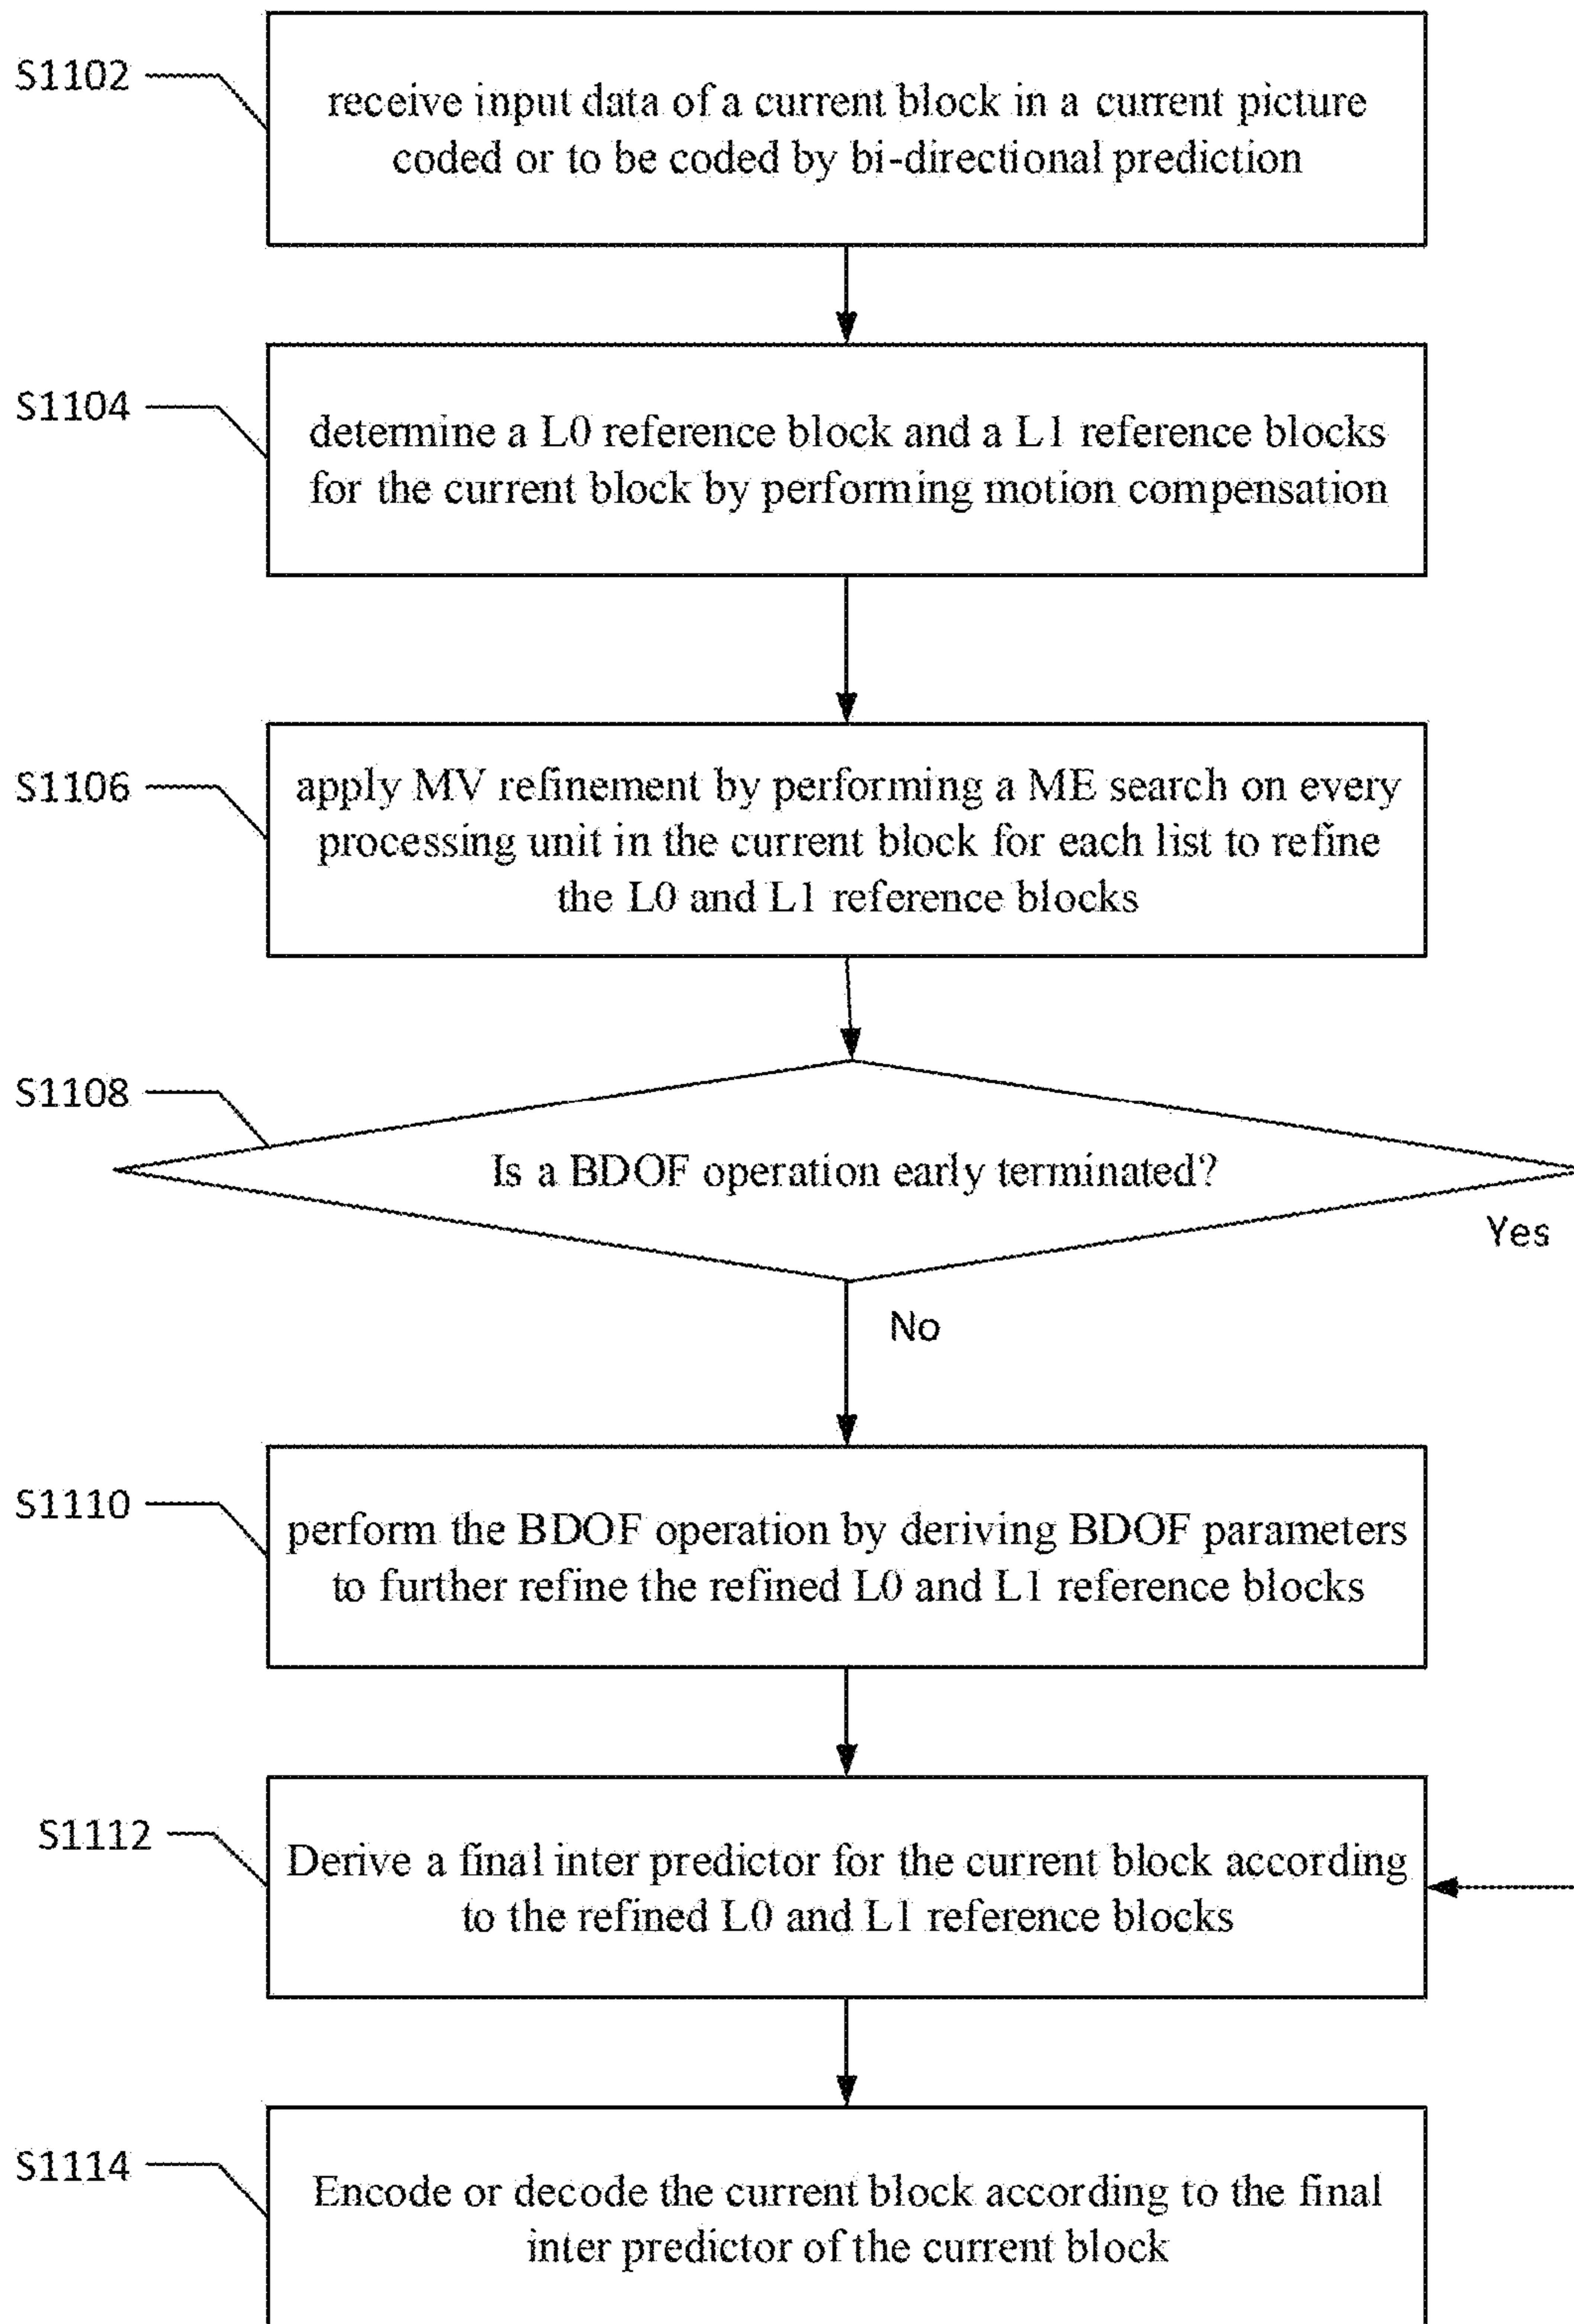 S1102
receive input data of a current block in a current picture
coded or to be coded by bi-directional prediction
S1104
determine a L0 reference block and a L1 reference blocks
for the current block by performing motion compensation
S1106
apply MV refinement by performing a ME search on every
processing unit in the current block for each list to refine
the L0 and L1 reference blocks
S1108
Is a BDOF operation early terminated?
Yes
No
S1110
perform the BDOF operation by deriving BDOF parameters
to further refine the refined L0 and L1 reference blocks
S1112
Derive a final inter predictor for the current block according
to the refined L0 and L1 reference blocks
S1114
Encode or decode the current block according to the final
inter predictor of the current block